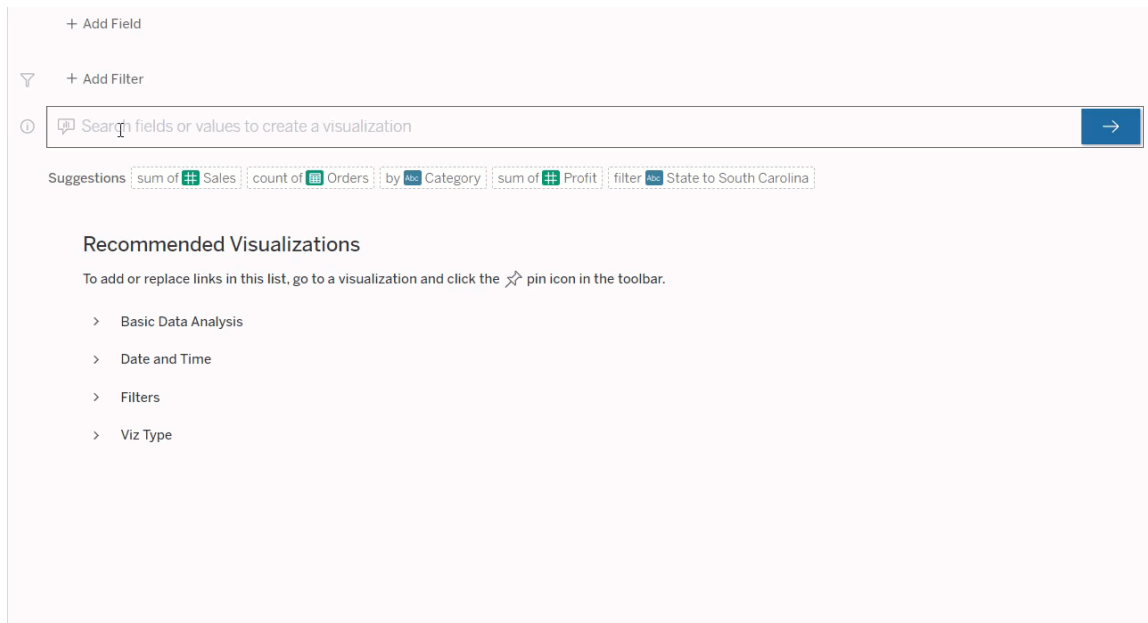 + Add Field
+ Add Filter
Search fields or values to create a visualization
Suggestions sum of # Sales count of Orders by Abc Category sum of # Profit filter Abc State to South Carolina
Recommended Visualizations
To add or replace links in this list, go to a visualization and click the pin icon in the toolbar.
Basic Data Analysis
Date and Time
Filters
Viz Type